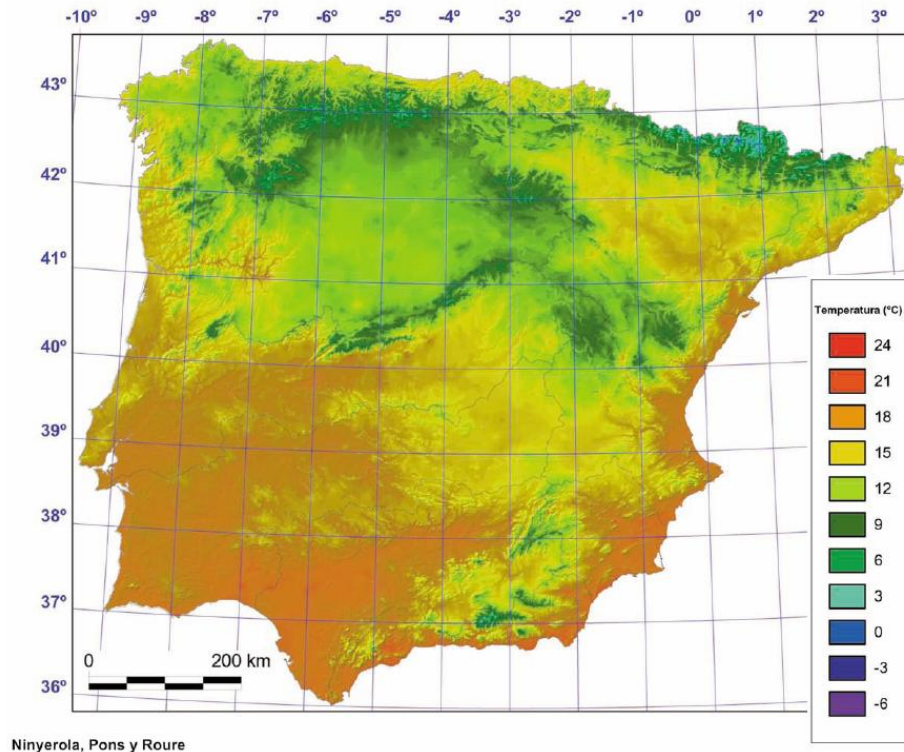 -10º -9º -8º -7º -6º -5º -4º -3º -2º -1º 0º 1º 2º 3º
43º
42º
41º
40º
39º
38º
37º
36º
Temperatura (ºC)
24
21
18
15
12
9
6
3
0
-3
-6
0 200 km
Ninyerola, Pons y Roure